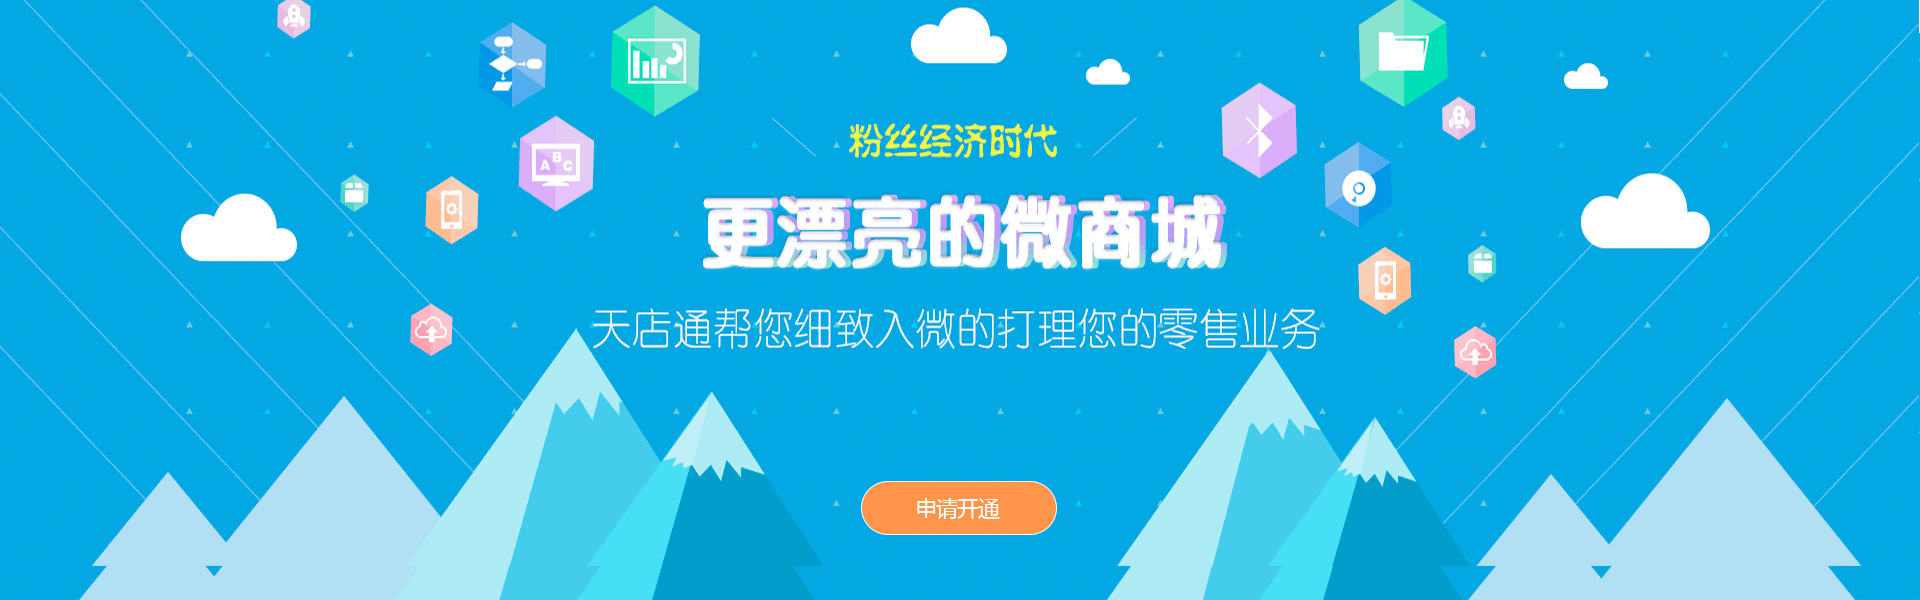 粉丝经济时代
ABC
更漂亮的微商城
天店通帮您细致入微的打理您的零售业务
申请开通